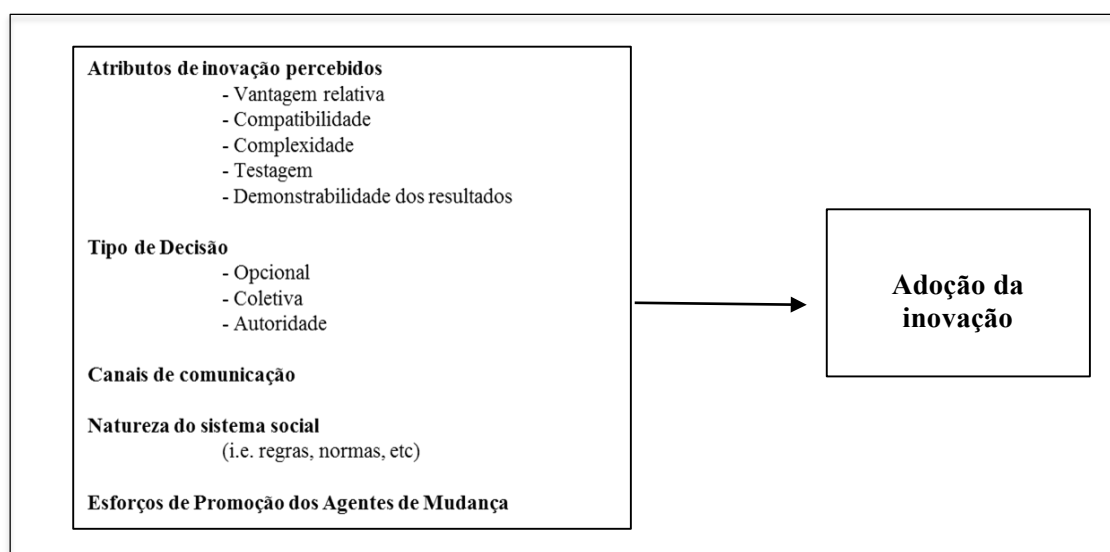 Atributos de inovação percebidos
- Vantagem relativa
- Compatibilidade
- Complexidade
- Testagem
- Demonstrabilidade dos resultados
Tipo de Decisão
- Opcional
- Coletiva
- Autoridade
Canais de comunicação
Natureza do sistema social
(i.e. regras, normas, etc)
Esforços de Promoção dos Agentes de Mudança
Adoção da
inovação